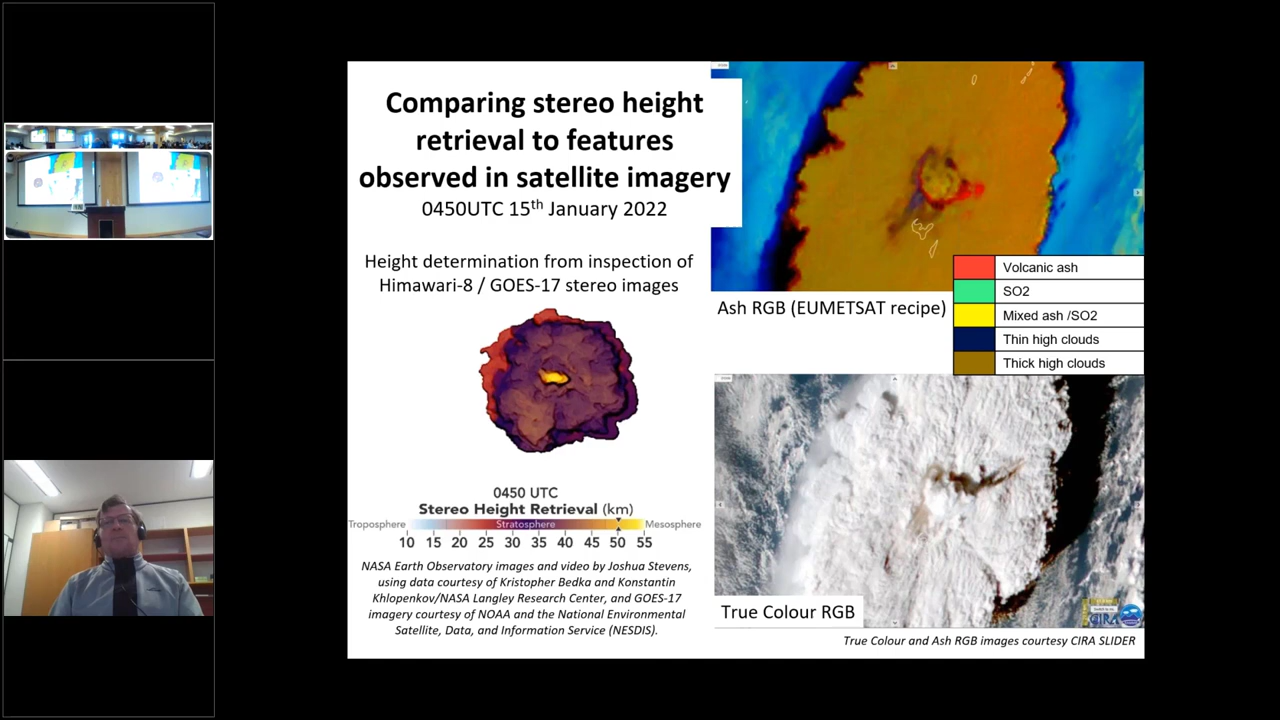 Comparing stereo height
retrieval to features
observed in satellite imagery
0450UTC 15th January 2022
Height determination from inspection of
Himawari-8 / GOES-17 stereo images
0450 UTC
Stereo Height Retrieval (km)
Troposphere Stratosphere Mesosphere
10 15 20 25 30 35 40 45 50 55
NASA Earth Observatory images and video by Joshua Stevens,
using data courtesy of Kristopher Bedka and Konstantin
Khlopenkov/NASA Langley Research Center, and GOES-17
imagery courtesy of NOAA and the National Environmental
Satellite, Data, and Information Service (NESDIS).
Ash RGB (EUMETSAT recipe)
Volcanic ash
SO2
Mixed ash /SO2
Thin high clouds
Thick high clouds
True Colour RGB
CIRA
True Colour and Ash RGB images courtesy CIRA SLIDER